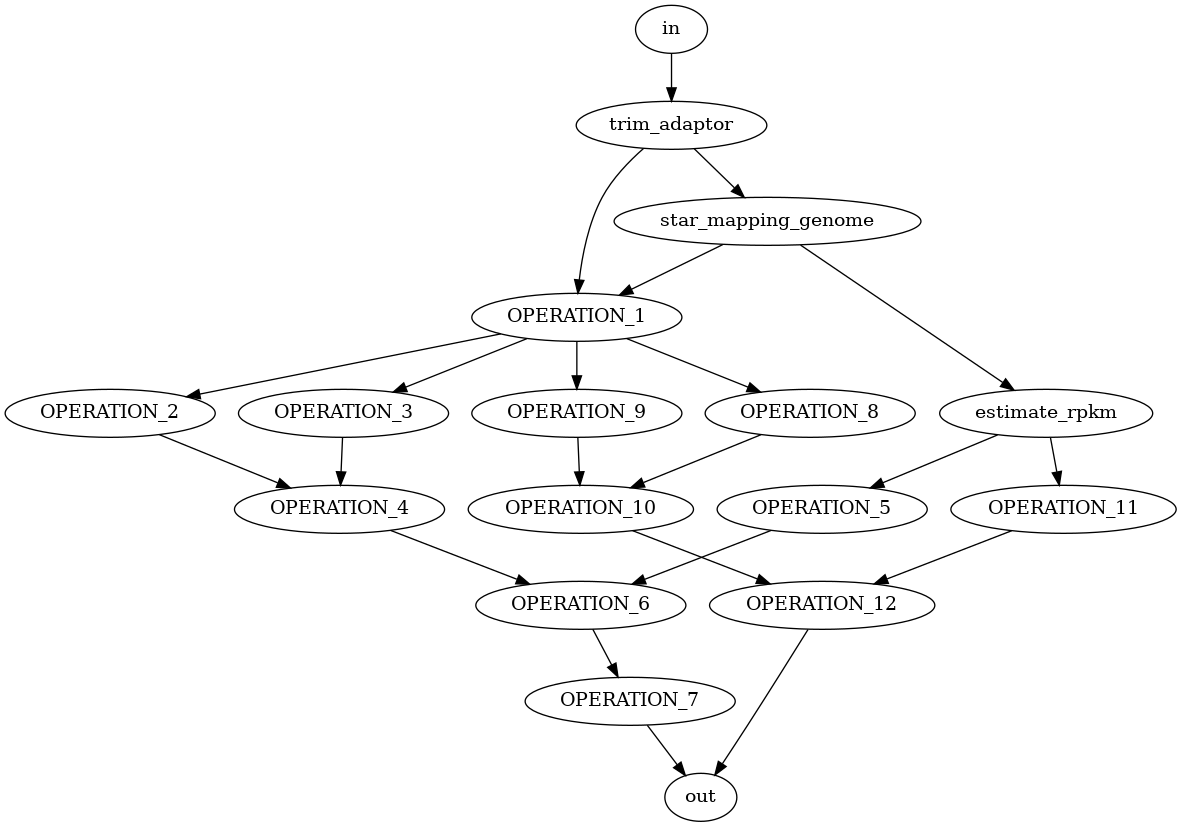 in
trim_adaptor
star_mapping_genome
OPERATION_1
OPERATION_2
OPERATION_3
OPERATION_9
OPERATION_8
estimate_rpkm
OPERATION_4
OPERATION_10
OPERATION_5
OPERATION_11
OPERATION_6
OPERATION_12
OPERATION_7
out